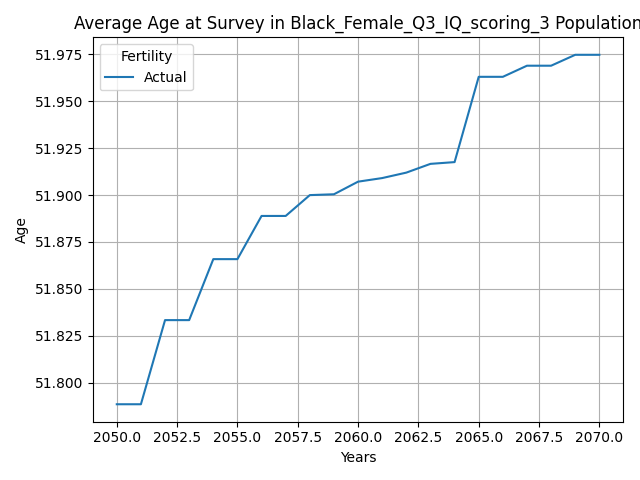 Average Age at Survey in Black_Female_Q3_IQ_scoring_3 Population
Fertility
Actual
51.975
51.950
51.925
51.900
51.875
51.850
51.825
51.800
Age
2050.0 2052.5 2055.0 2057.5 2060.0 2062.5 2065.0 2067.5 2070.0
Years